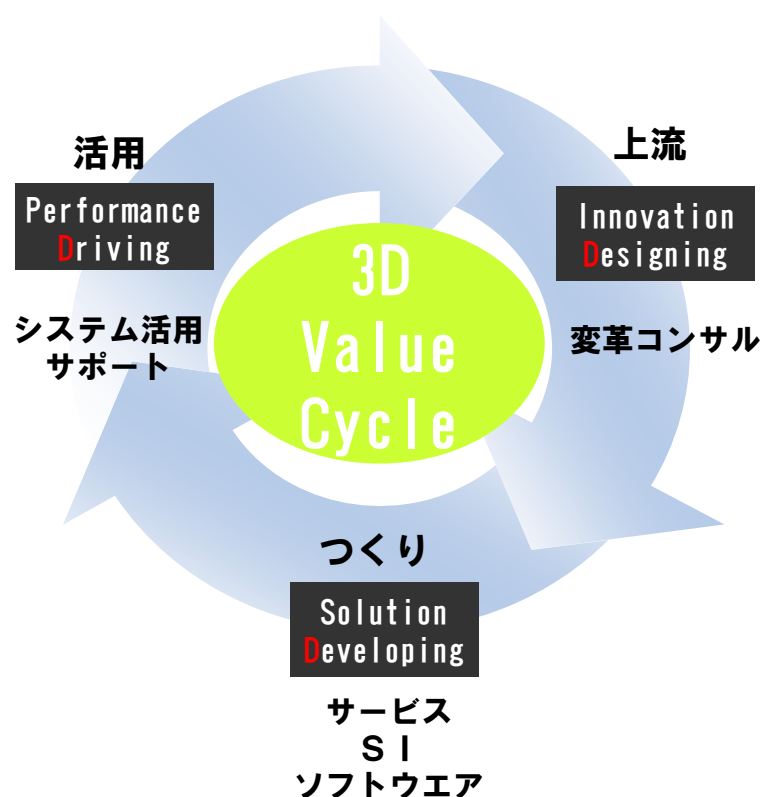 活用
Performance
Driving
システム活用
サポート
上流
Innovation
Designing
変革コンサル
3D
Value
Cycle
つくり
Solution
Developing
サービス
ＳＩ
ソフトウエア